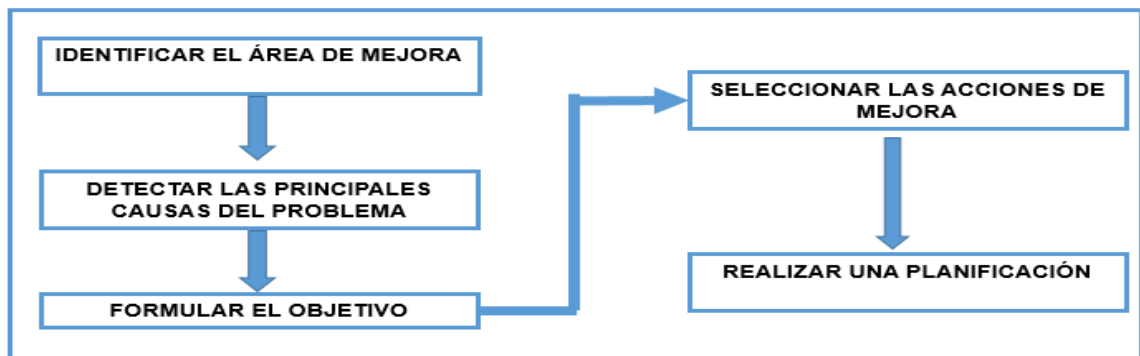 IDENTIFICAR EL ÁREA DE MEJORA
DETECTAR LAS PRINCIPALES
CAUSAS DEL PROBLEMA
FORMULAR EL OBJETIVO
SELECCIONAR LAS ACCIONES DE
MEJORA
REALIZAR UNA PLANIFICACIÓN